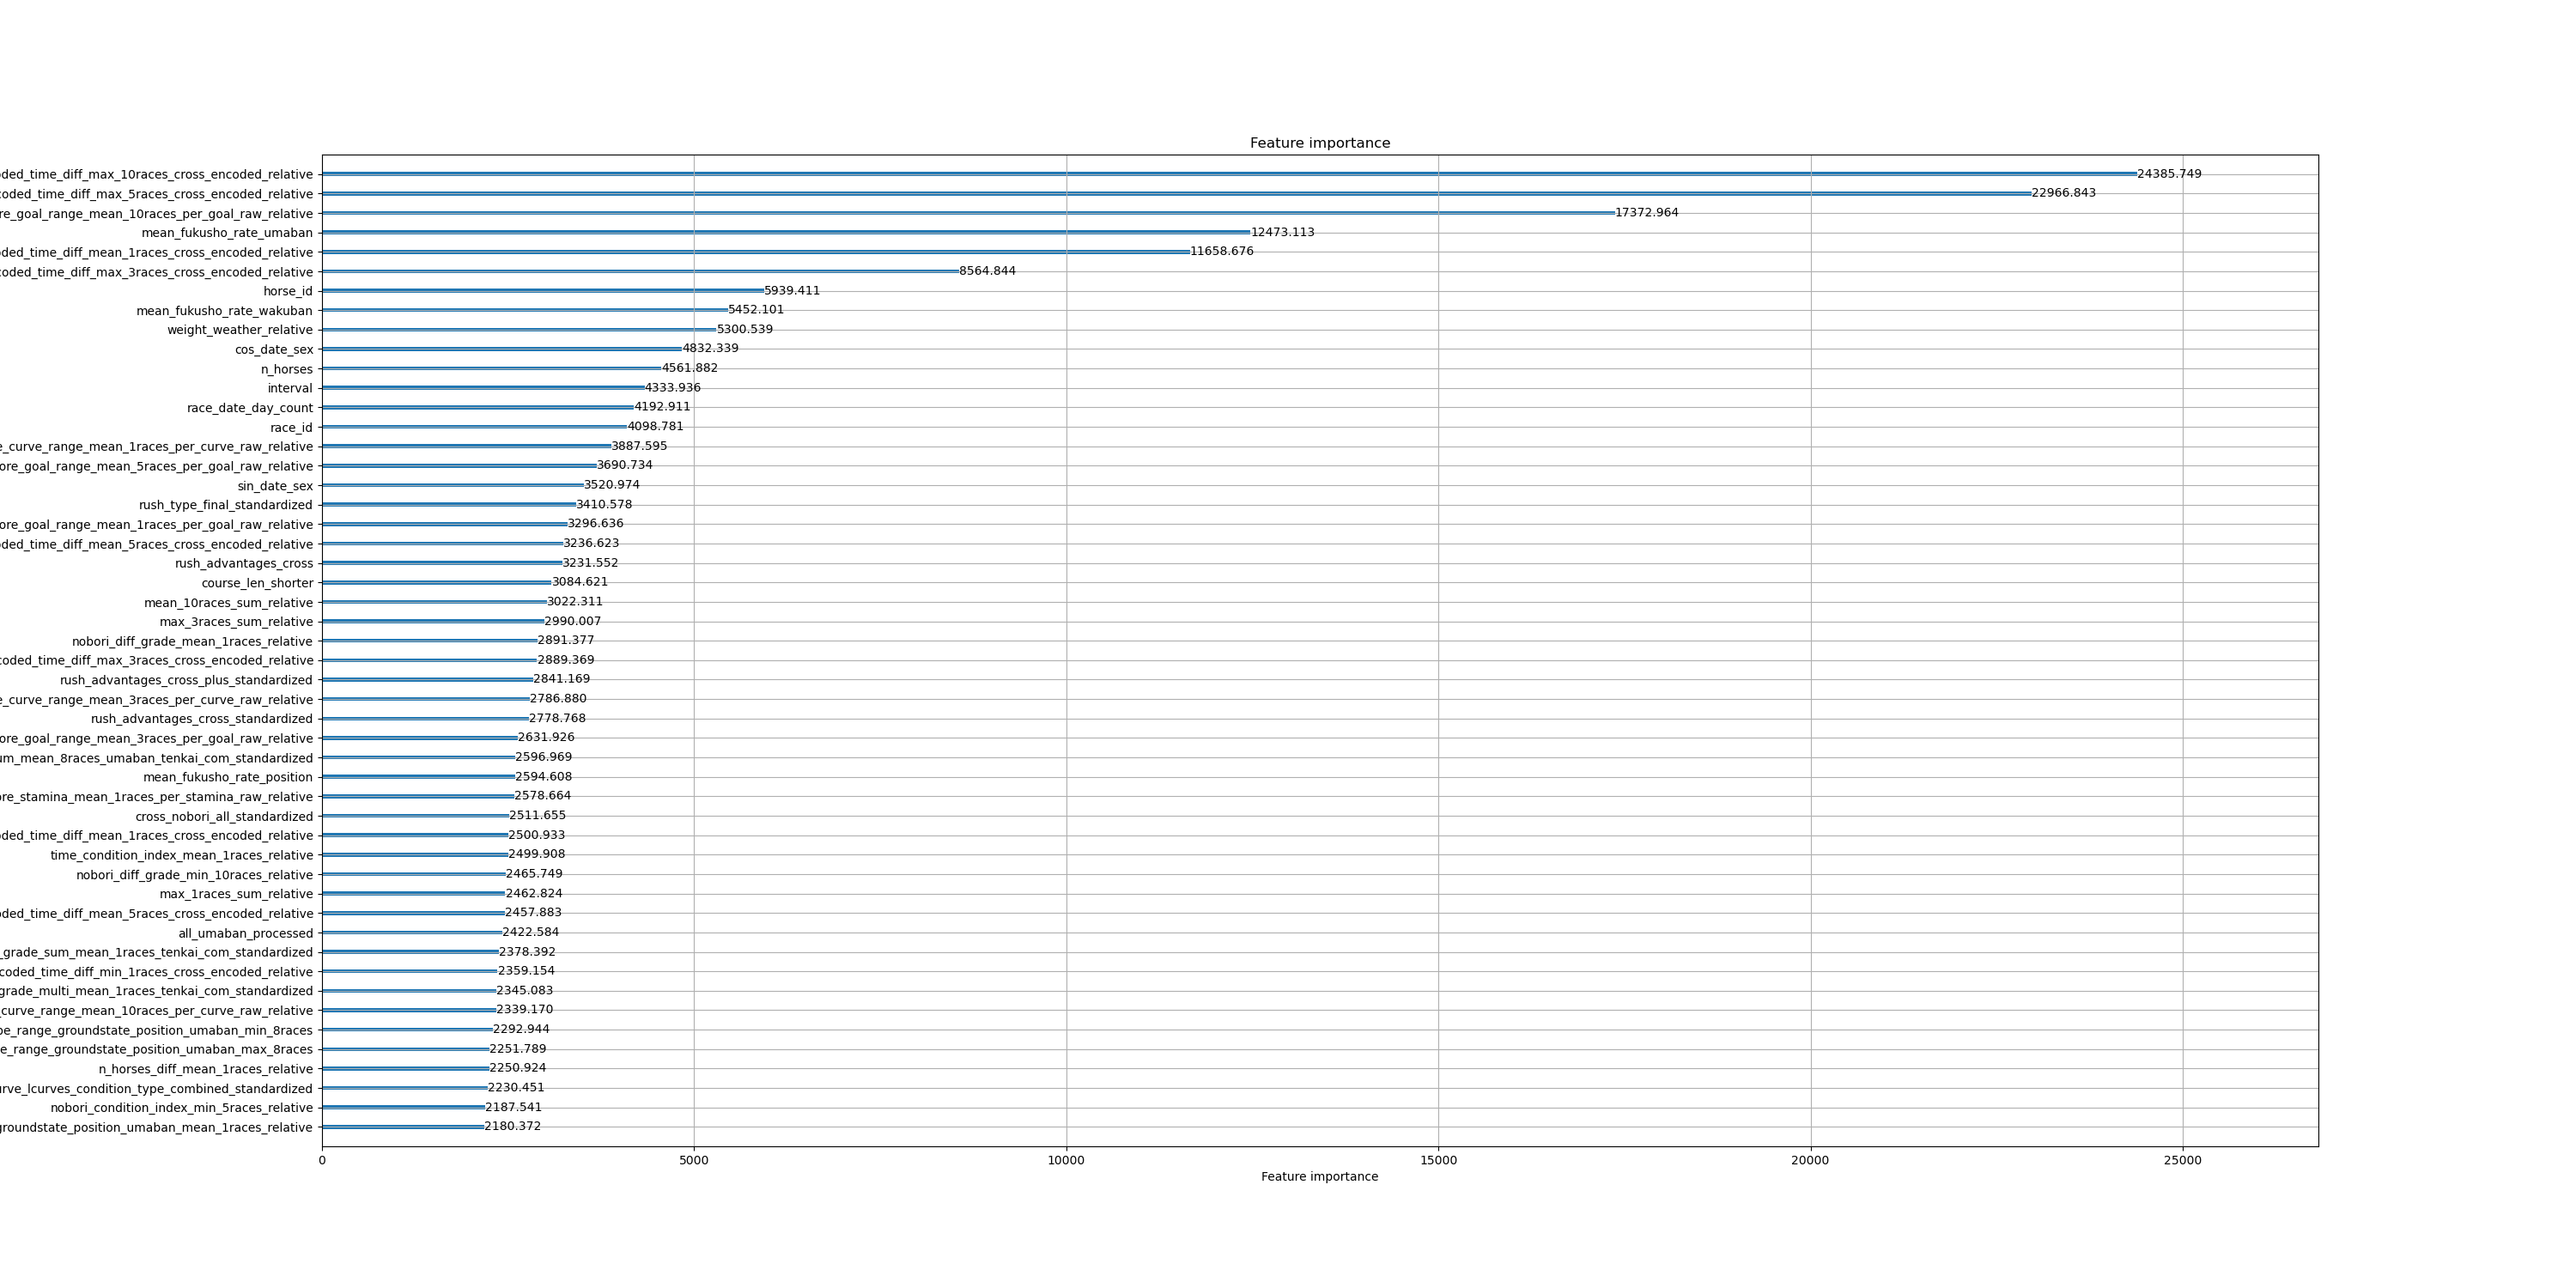 Feature importance
ded_time_diff_max_10races_cross_encoded_relative 24385.749
coded_time_diff_max_5races_cross_encoded_relative 22966.843
re_goal_range_mean_10races_per_goal_raw_relative 17372.964
mean_fukusho_rate_umaban 12473.113
ded_time_diff_mean_1races_cross_encoded_relative 11658.676
coded_time_diff_max_3races_cross_encoded_relative 8564.844
horse_id 5939.411
mean_fukusho_rate_wakuban 5452.101
weight_weather_relative 5300.539
cos_date_sex 4832.339
n_horses 4561.882
interval 4333.936
race_date_day_count 4192.911
race_id 4098.781
e_curve_range_mean_1races_per_curve_raw_relative 3887.595
ore_goal_range_mean_5races_per_goal_raw_relative 3690.734
sin_date_sex 3520.974
rush_type_final_standardized 3410.578
ore_goal_range_mean_1races_per_goal_raw_relative 3296.636
ded_time_diff_mean_5races_cross_encoded_relative 3236.623
rush_advantages_cross 3231.552
course_len_shorter 3084.621
mean_10races_sum_relative 3022.311
max_3races_sum_relative 2990.007
nobori_diff_grade_mean_1races_relative 2891.377
coded_time_diff_max_3races_cross_encoded_relative 2889.369
rush_advantages_cross_plus_standardized 2841.169
e_curve_range_mean_3races_per_curve_raw_relative 2786.880
rush_advantages_cross_standardized 2778.768
ore_goal_range_mean_3races_per_goal_raw_relative 2631.926
um_mean_8races_umaban_tenkai_com_standardized 2596.969
mean_fukusho_rate_position 2594.608
ore_stamina_mean_1races_per_stamina_raw_relative 2578.664
cross_nobori_all_standardized 2511.655
ded_time_diff_mean_1races_cross_encoded_relative 2500.933
time_condition_index_mean_1races_relative 2499.908
nobori_diff_grade_min_10races_relative 2465.749
max_1races_sum_relative 2462.824
ded_time_diff_mean_5races_cross_encoded_relative 2457.883
all_umaban_processed 2422.584
_grade_sum_mean_1races_tenkai_com_standardized 2378.392
coded_time_diff_min_1races_cross_encoded_relative 2359.154
grade_multi_mean_1races_tenkai_com_standardized 2345.083
curve_range_mean_10races_per_curve_raw_relative 2339.170
pe_range_groundstate_position_umaban_min_8races 2292.944
e_range_groundstate_position_umaban_max_8races 2251.789
n_horses_diff_mean_1races_relative 2250.924
urve_lcurves_condition_type_combined_standardized 2230.451
nobori_condition_index_min_5races_relative 2187.541
groundstate_position_umaban_mean_1races_relative 2180.372
0 5000 10000 15000 20000 25000
Feature importance